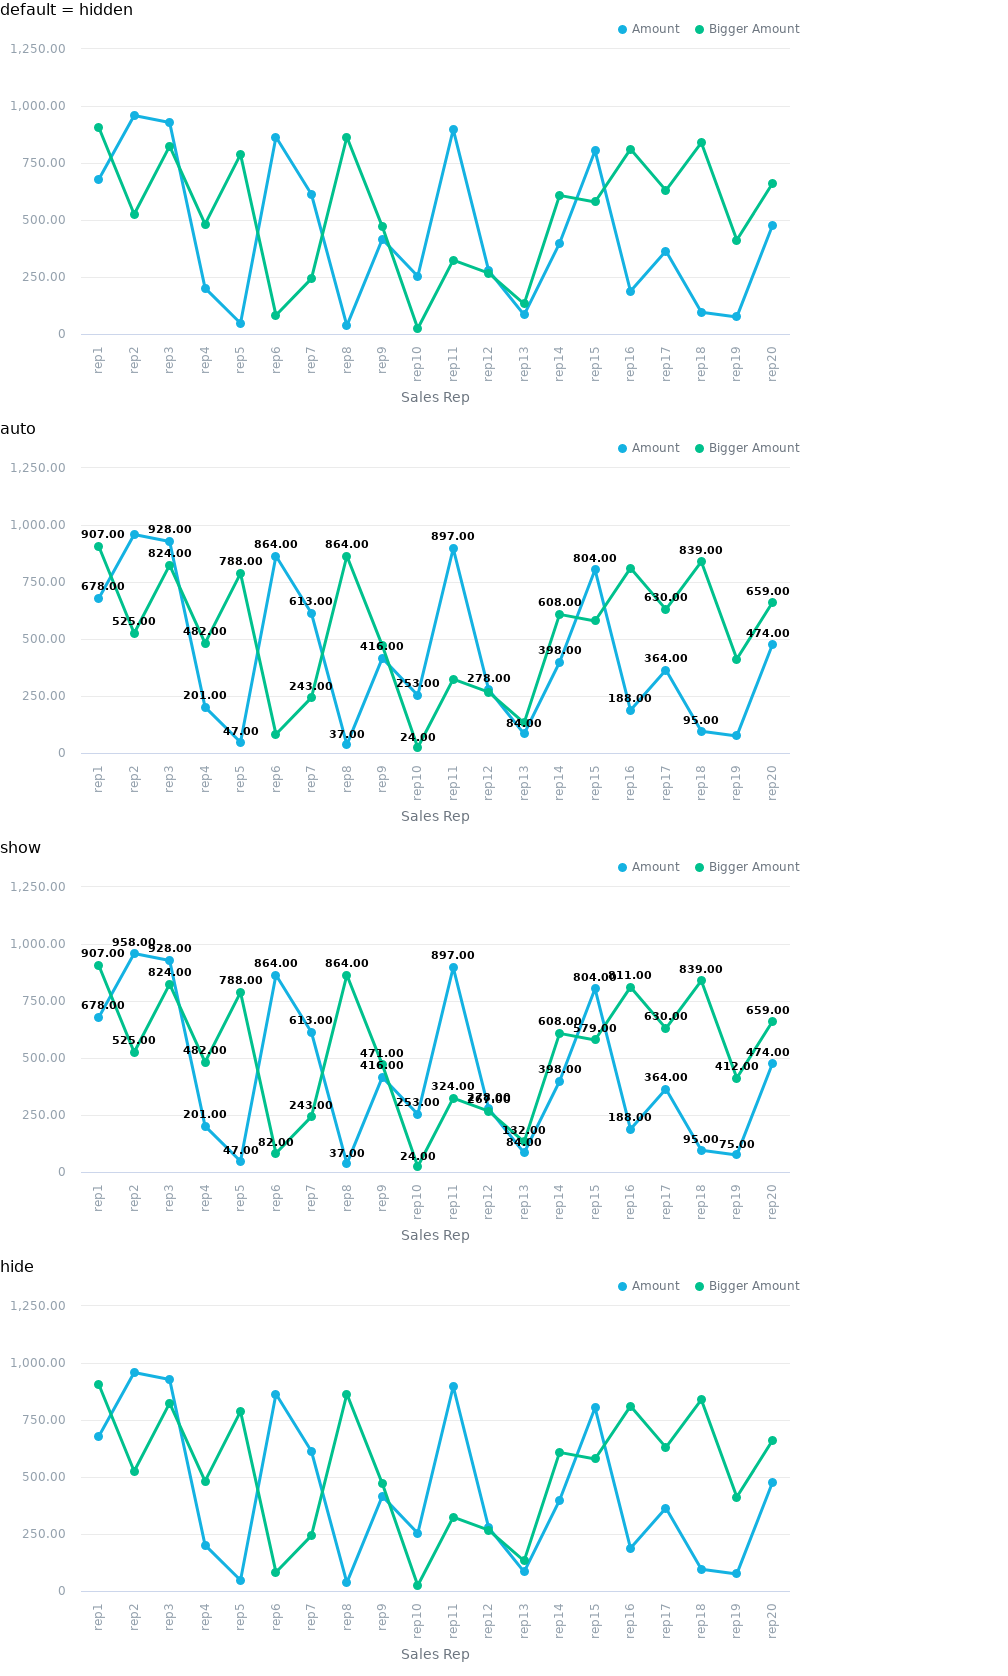 default = hidden
Amount Bigger Amount
1,250.00
1,000.00
750.00
500.00
250.00
0
rep1 rep2 rep3 rep4 rep5 rep6 rep7 rep8 rep9 rep10 rep11 rep12 rep13 rep14 rep15 rep16 rep17 rep18 rep19 rep20
Sales Rep
auto
Amount Bigger Amount
1,250.00
1,000.00
907.00 928.00 824.00 788.00 864.00 864.00 897.00 804.00 839.00
750.00
678.00 525.00 482.00 613.00 608.00 630.00 659.00
500.00
416.00 398.00 364.00 474.00
250.00
201.00 243.00 253.00 278.00 188.00
47.00 37.00 24.00 84.00 95.00
0
rep1 rep2 rep3 rep4 rep5 rep6 rep7 rep8 rep9 rep10 rep11 rep12 rep13 rep14 rep15 rep16 rep17 rep18 rep19 rep20
Sales Rep
show
Amount Bigger Amount
1,250.00
1,000.00
907.00 958.00 928.00 824.00 788.00 864.00 864.00 897.00 804.00 811.00 839.00
750.00
678.00 525.00 482.00 613.00 608.00 579.00 630.00 659.00
500.00
471.00 416.00 398.00 364.00 412.00 474.00
250.00
201.00 243.00 253.00 324.00 278.00 267.00 188.00
47.00 82.00 37.00 24.00 132.00 84.00 95.00 75.00
0
rep1 rep2 rep3 rep4 rep5 rep6 rep7 rep8 rep9 rep10 rep11 rep12 rep13 rep14 rep15 rep16 rep17 rep18 rep19 rep20
Sales Rep
hide
Amount Bigger Amount
1,250.00
1,000.00
750.00
500.00
250.00
0
rep1 rep2 rep3 rep4 rep5 rep6 rep7 rep8 rep9 rep10 rep11 rep12 rep13 rep14 rep15 rep16 rep17 rep18 rep19 rep20
Sales Rep